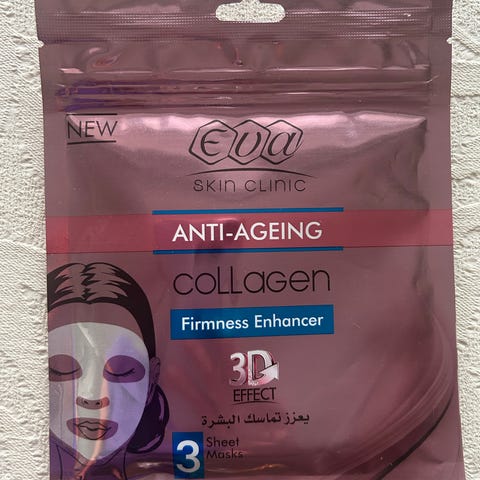 NEW
Eva
SKIN CLINIC
ANTI-AGEING
coLLagen
Firmness Enhancer
3D
EFFECT
يعزز تماسك البشرة
3 Sheet
Masks